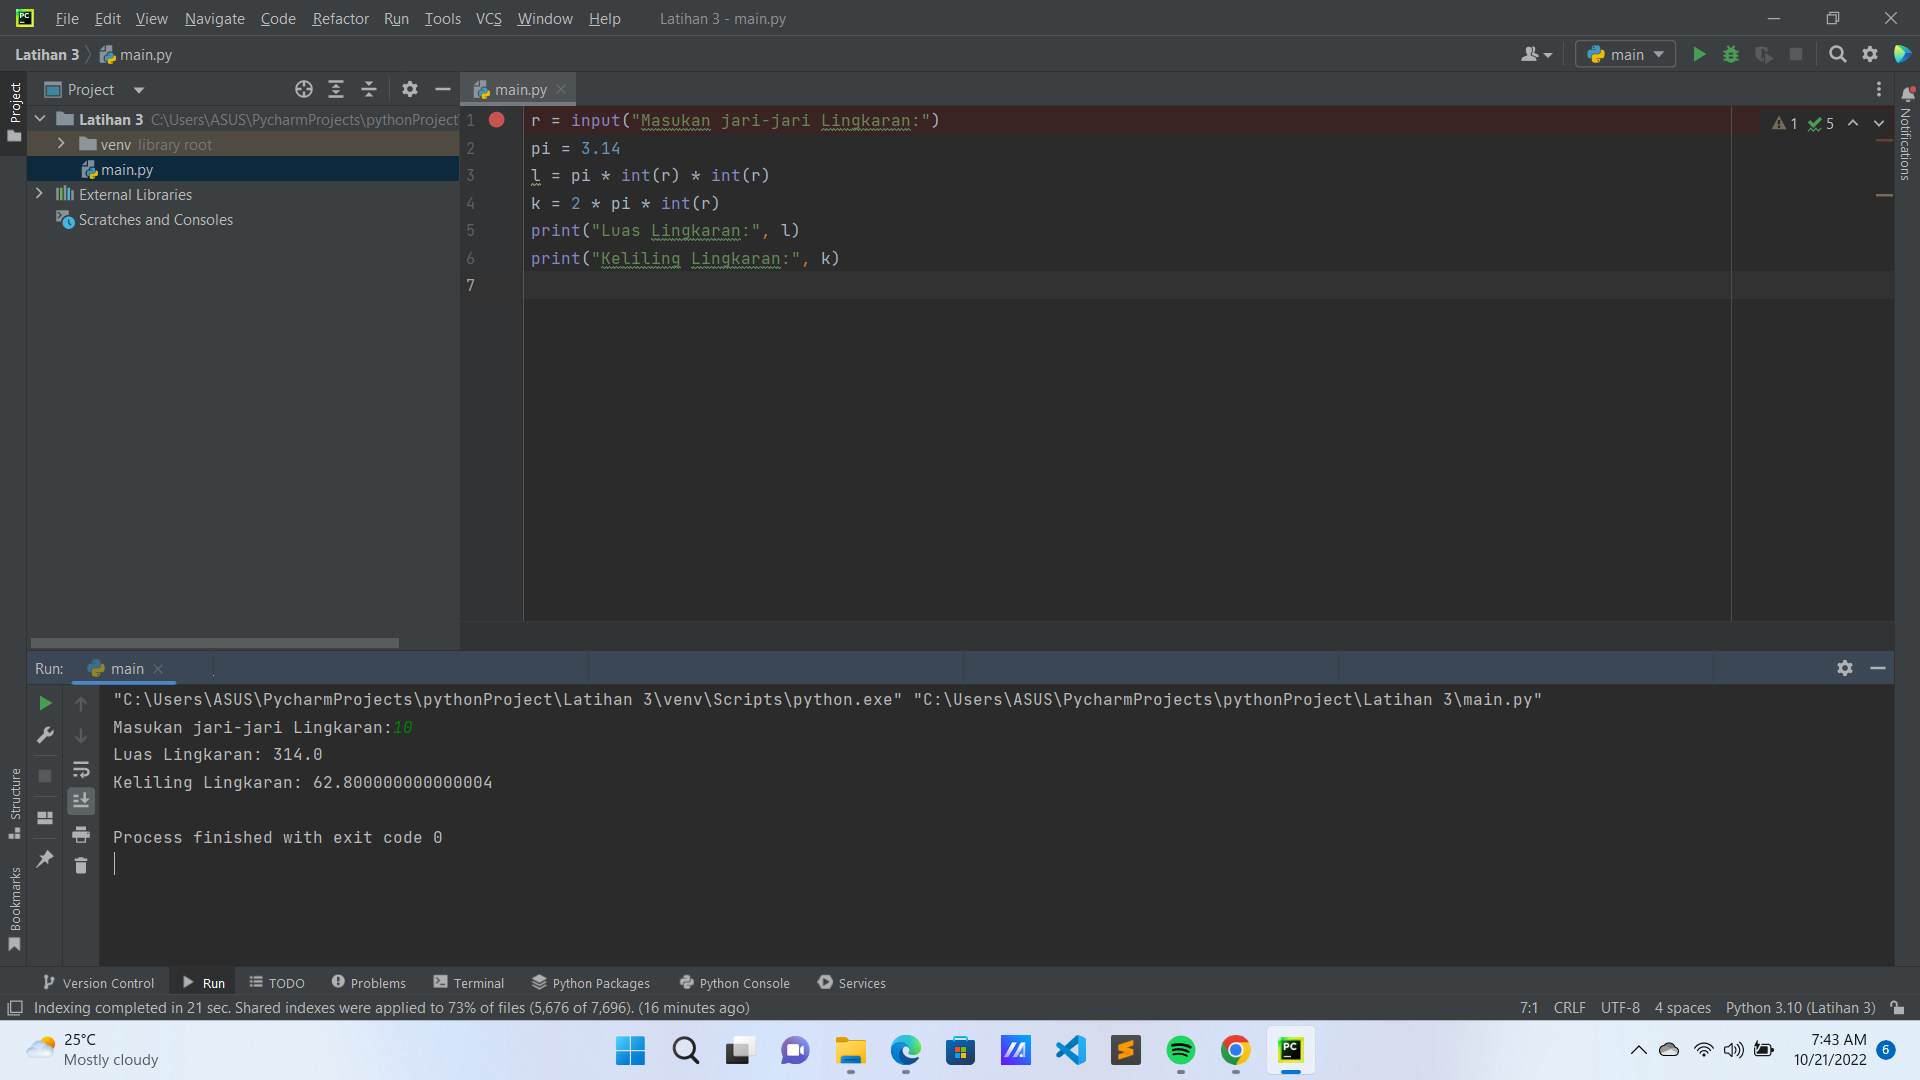 PC File Edit View Navigate Code Refactor Run Tools VCS Window Help Latihan 3 - main.py
Latihan 3 main.py main
Project main.py
Project
Latihan 3 C:\Users\ASUS\PycharmProjects\pythonProject
venv library root
main.py
External Libraries
Scratches and Consoles
1 r = input("Masukan jari-jari Lingkaran:")
2 pi = 3.14
3 l = pi * int(r) * int(r)
4 k = 2 * pi * int(r)
5 print("Luas Lingkaran:", l)
6 print("Keliling Lingkaran:", k)
7
1 5
Notifications
Run: main
"C:\Users\ASUS\PycharmProjects\pythonProject\Latihan 3\venv\Scripts\python.exe" "C:\Users\ASUS\PycharmProjects\pythonProject\Latihan 3\main.py"
Masukan jari-jari Lingkaran:10
Luas Lingkaran: 314.0
Keliling Lingkaran: 62.800000000000004
Process finished with exit code 0
Structure
Bookmarks
Version Control Run TODO Problems Terminal Python Packages Python Console Services
Indexing completed in 21 sec. Shared indexes were applied to 73% of files (5,676 of 7,696). (16 minutes ago) 7:1 CRLF UTF-8 4 spaces Python 3.10 (Latihan 3)
25°C
Mostly cloudy
PC
7:43 AM
10/21/2022
6